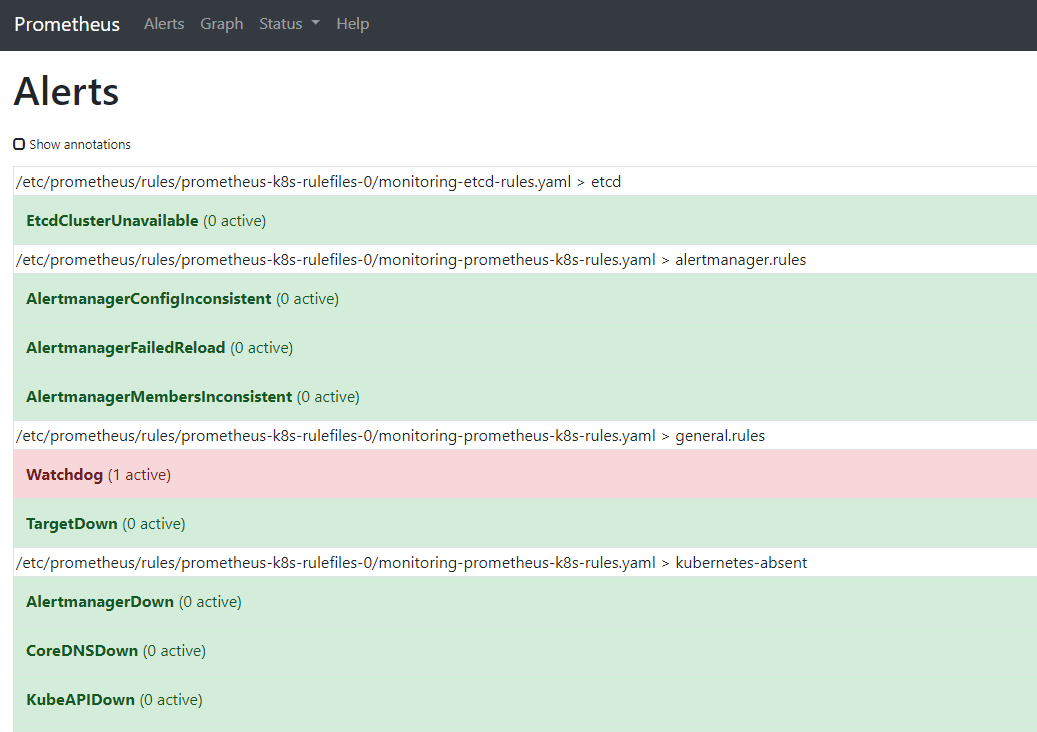 Prometheus Alerts Graph Status Help
Alerts
Show annotations
/etc/prometheus/rules/prometheus-k8s-rulefiles-0/monitoring-etcd-rules.yaml > etcd
EtcdClusterUnavailable (0 active)
/etc/prometheus/rules/prometheus-k8s-rulefiles-0/monitoring-prometheus-k8s-rules.yaml > alertmanager.rules
AlertmanagerConfigInconsistent (0 active)
AlertmanagerFailedReload (0 active)
AlertmanagerMembersInconsistent (0 active)
/etc/prometheus/rules/prometheus-k8s-rulefiles-0/monitoring-prometheus-k8s-rules.yaml > general.rules
Watchdog (1 active)
TargetDown (0 active)
/etc/prometheus/rules/prometheus-k8s-rulefiles-0/monitoring-prometheus-k8s-rules.yaml > kubernetes-absent
AlertmanagerDown (0 active)
CoreDNSDown (0 active)
KubeAPIDown (0 active)